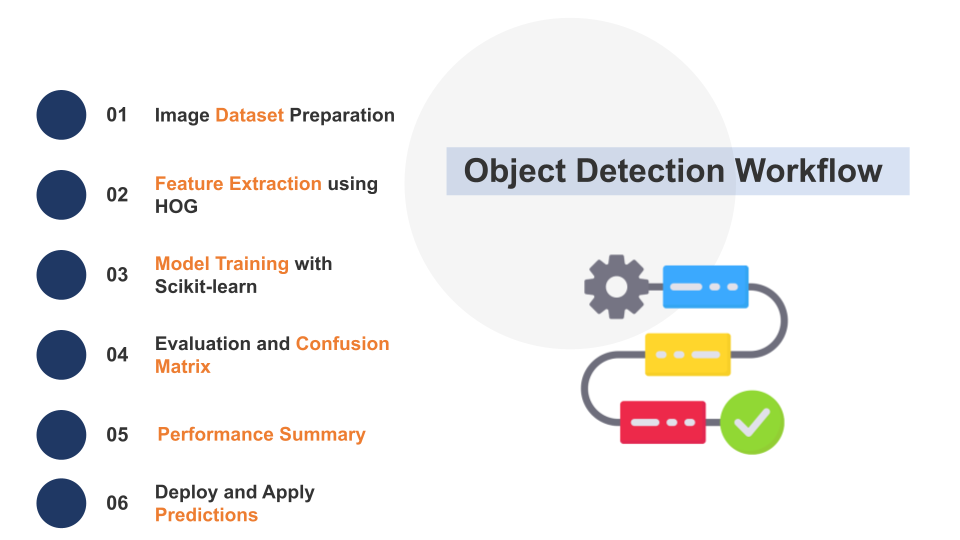 01
Image Dataset Preparation
02
Feature Extraction using
HOG
03
Model Training with
Scikit-learn
04
Evaluation and Confusion
Matrix
05
Performance Summary
06
Deploy and Apply
Predictions
Object Detection Workflow